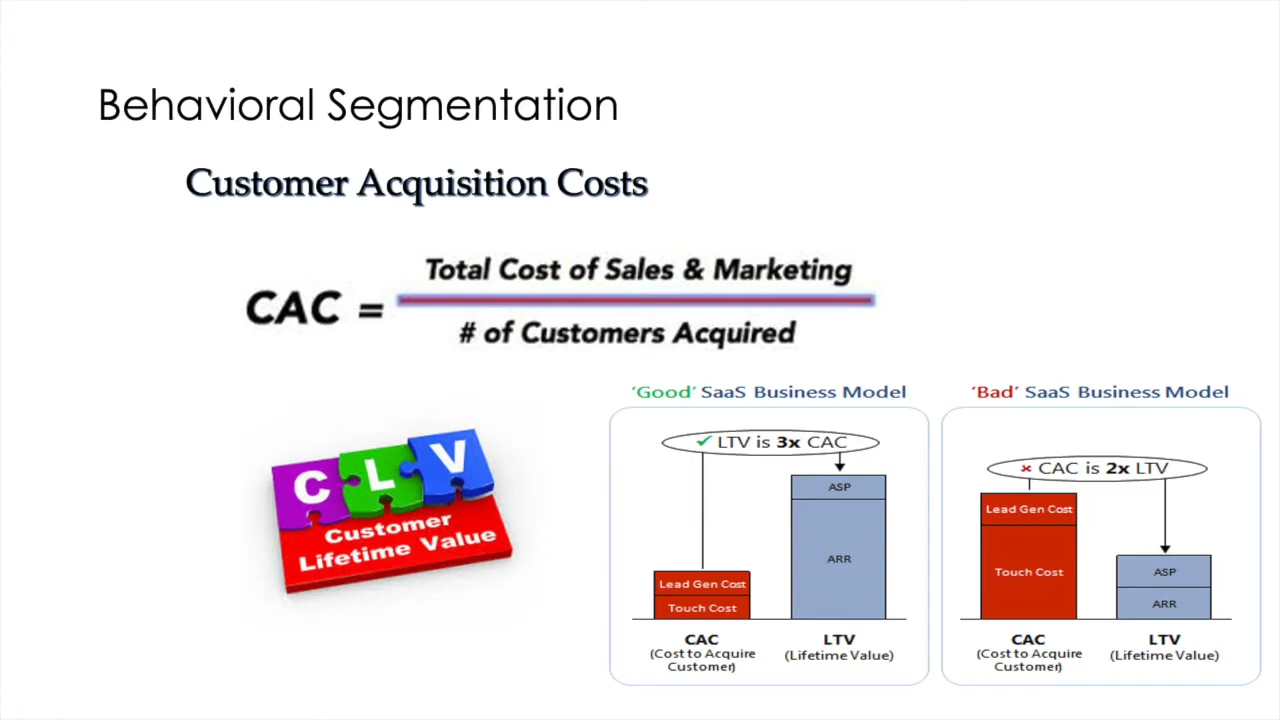 Behavioral Segmentation
Customer Acquisition Costs
CAC =
Total Cost of Sales & Marketing
# of Customers Acquired
C L V
Customer
Lifetime Value
'Good' SaaS Business Model
✓ LTV is 3x CAC
ASP
ARR
Lead Gen Cost
Touch Cost
CAC
(Cost to Acquire
Customer)
LTV
(Lifetime Value)
'Bad' SaaS Business Model
× CAC is 2x LTV
Lead Gen Cost
Touch Cost
ASP
ARR
CAC
(Cost to Acquire
Customer)
LTV
(Lifetime Value)